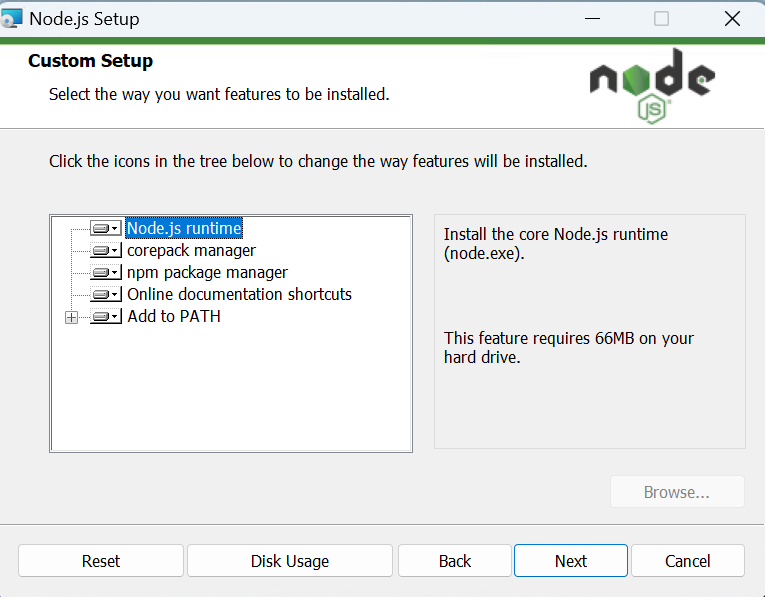 Node.js Setup
Custom Setup
Select the way you want features to be installed.
node
JS
Click the icons in the tree below to change the way features will be installed.
Node.js runtime
corepack manager
npm package manager
Online documentation shortcuts
Add to PATH
Install the core Node.js runtime
(node.exe).
This feature requires 66MB on your
hard drive.
Browse...
Reset
Disk Usage
Back
Next
Cancel